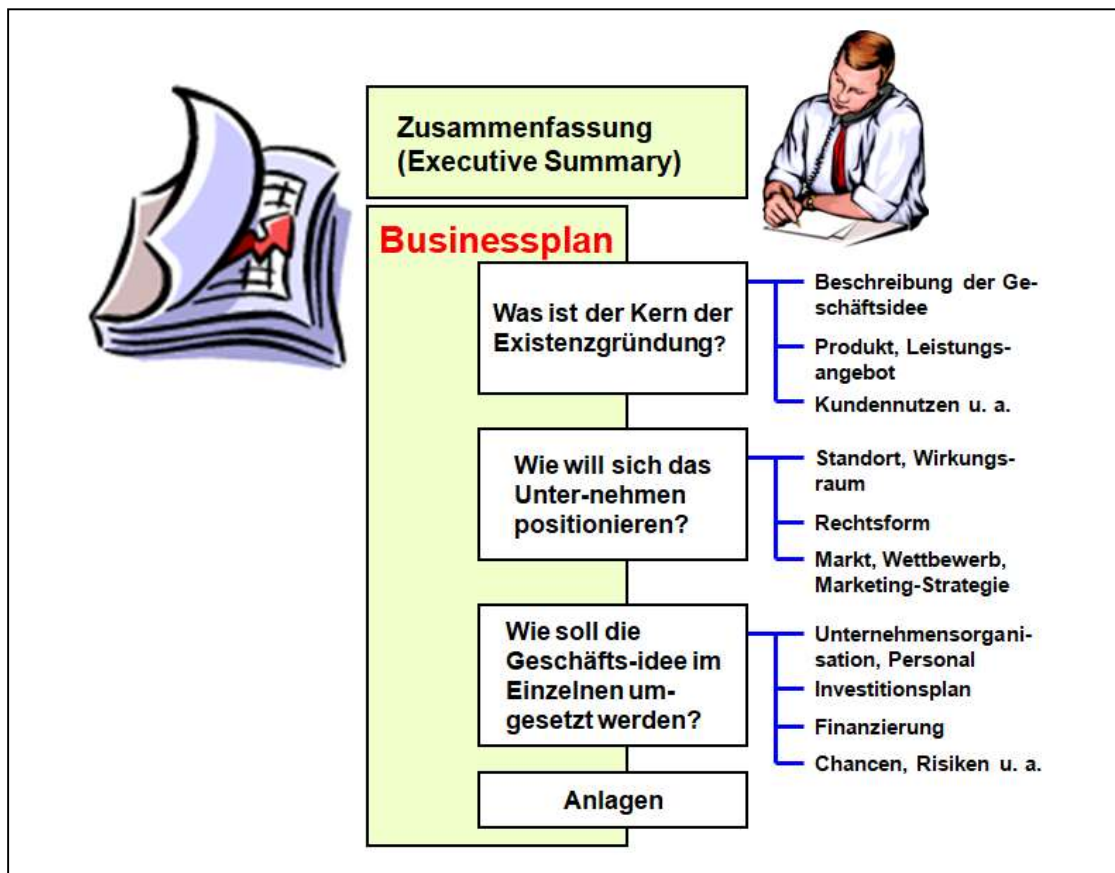 Zusammenfassung
(Executive Summary)
Businessplan
Was ist der Kern der
Existenzgründung?
Beschreibung der Ge-
schäftsidee
Produkt, Leistungs-
angebot
Kundennutzen u. a.
Wie will sich das
Unter-nehmen
positionieren?
Standort, Wirkungs-
raum
Rechtsform
Markt, Wettbewerb,
Marketing-Strategie
Wie soll die
Geschäfts-idee im
Einzelnen um-
gesetzt werden?
Unternehmensorgani-
sation, Personal
Investitionsplan
Finanzierung
Chancen, Risiken u. a.
Anlagen